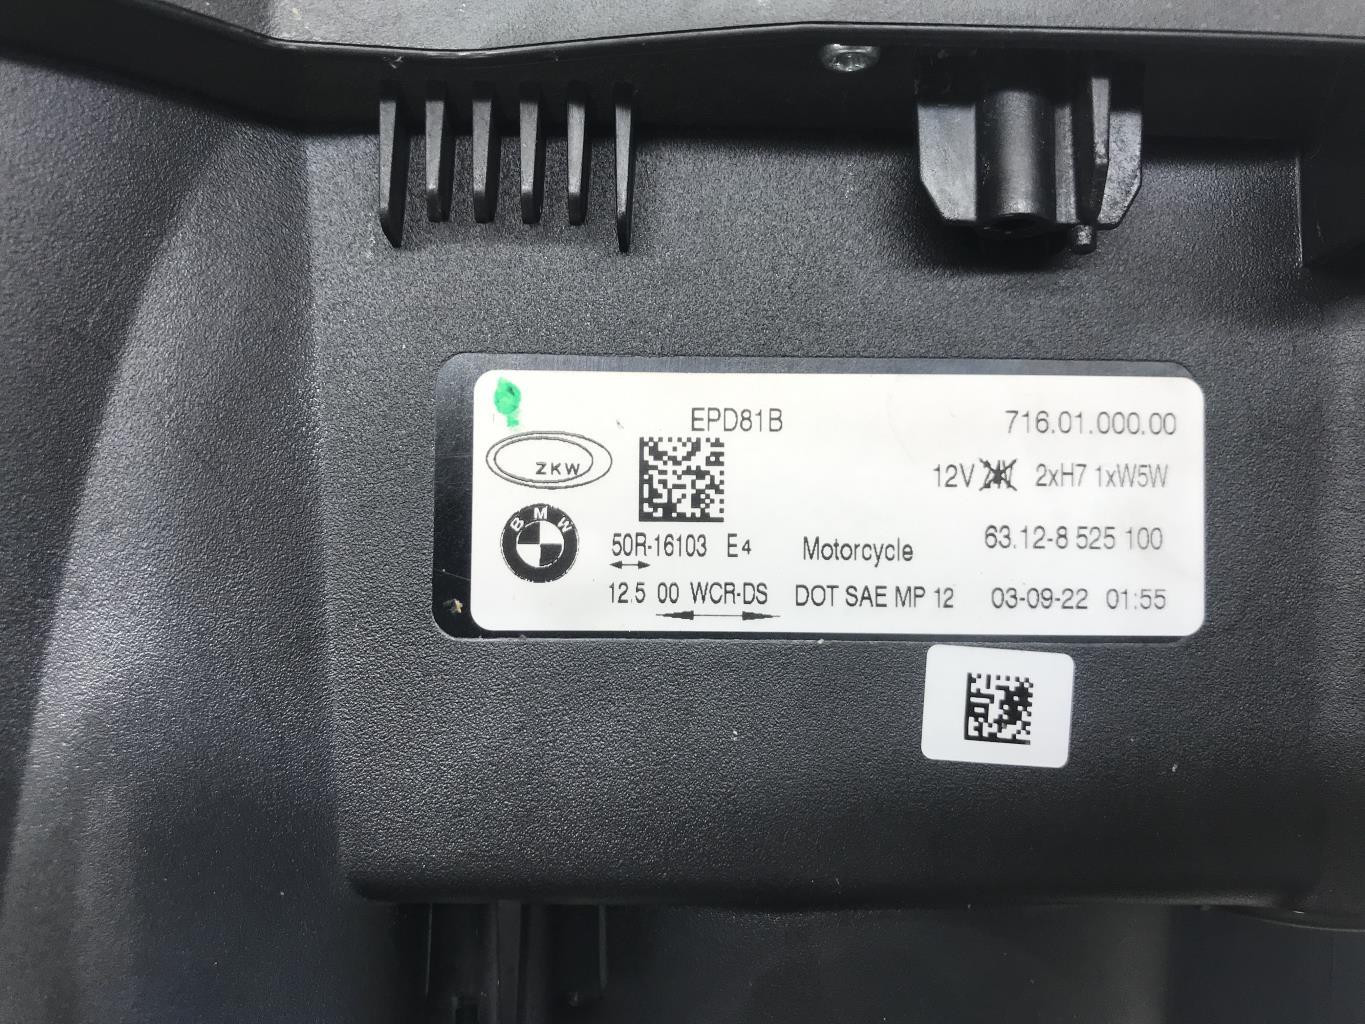 EPD81B 716.01.000.00
ZKW 12V 24V 2xH7 1xW5W
BMW
50R-16103 E4 Motorcycle 63.12-8 525 100
12.5 00 WCR-DS DOT SAE MP 12 03-09-22 01:55